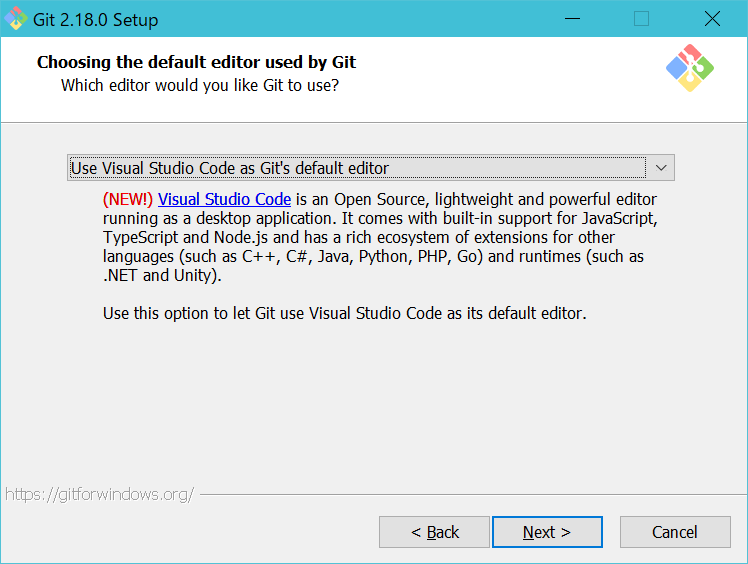 Git 2.18.0 Setup
Choosing the default editor used by Git
Which editor would you like Git to use?
Use Visual Studio Code as Git's default editor
(NEW!) Visual Studio Code is an Open Source, lightweight and powerful editor
running as a desktop application. It comes with built-in support for JavaScript,
TypeScript and Node.js and has a rich ecosystem of extensions for other
languages (such as C++, C#, Java, Python, PHP, Go) and runtimes (such as
.NET and Unity).
Use this option to let Git use Visual Studio Code as its default editor.
https://gitforwindows.org/
< Back
Next >
Cancel